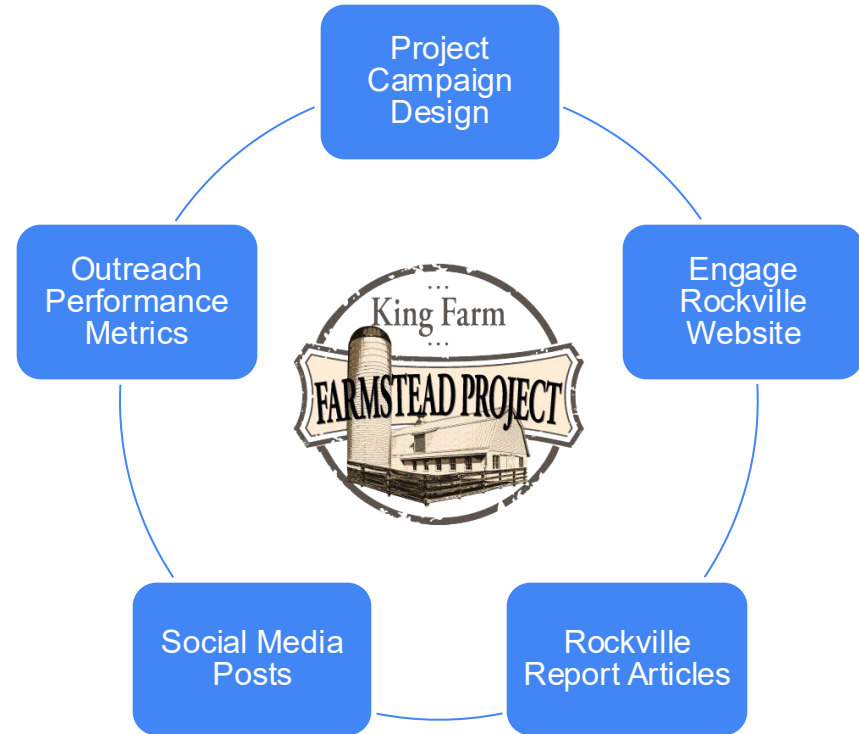 Project
Campaign
Design
Outreach
Performance
Metrics
Engage
Rockville
Website
...
King Farm
...
FARMSTEAD PROJECT
Social Media
Posts
Rockville
Report Articles